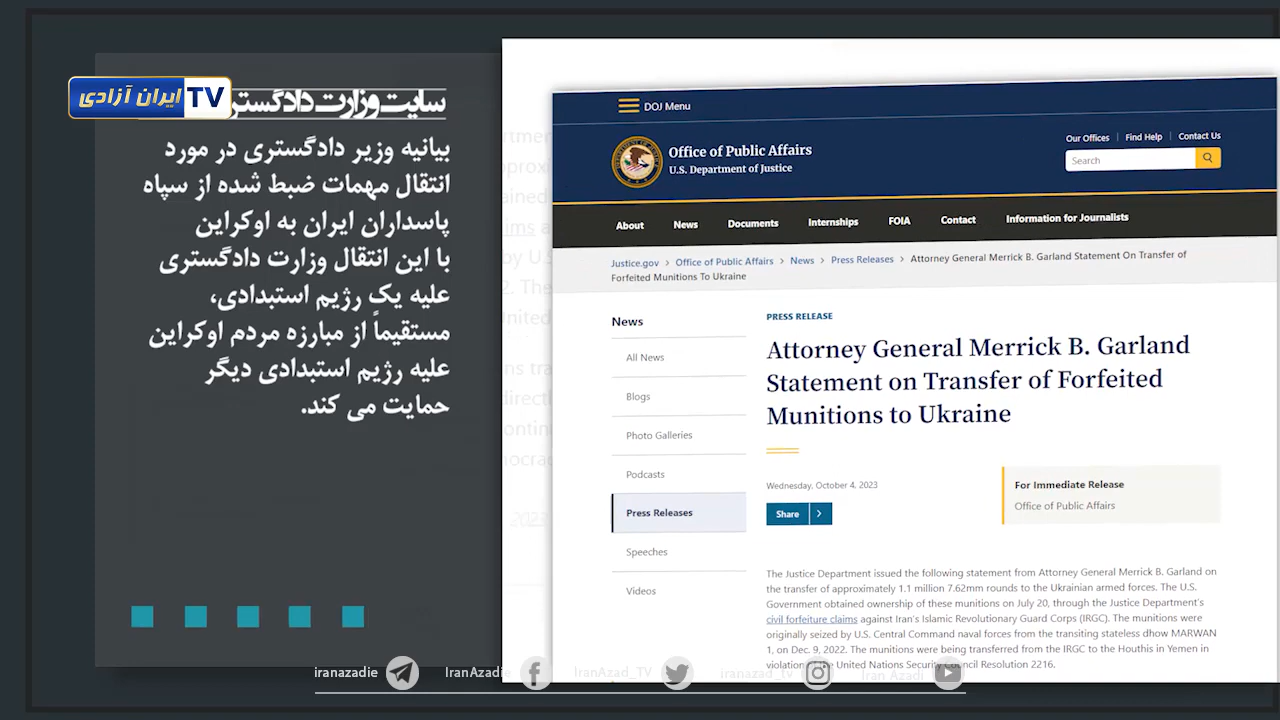 ایران آزادی TV
سایت وزارت دادگستری
بیانیه وزیر دادگستری در مورد
انتقال مهمات ضبط شده از سپاه
پاسداران ایران به اوکراین
با این انتقال وزارت دادگستری
علیه یک رژیم استبدادی،
مستقیماً از مبارزه مردم اوکراین
علیه رژیم استبدادی دیگر
حمایت می کند.
DOJ Menu
Office of Public Affairs
U.S. Department of Justice
Our Offices
Find Help
Contact Us
Search
About News Documents Internships FOIA Contact Information for Journalists
Justice.gov > Office of Public Affairs > News > Press Releases > Attorney General Merrick B. Garland Statement On Transfer of
Forfeited Munitions To Ukraine
News
All News
Blogs
Photo Galleries
Podcasts
Press Releases
Speeches
Videos
PRESS RELEASE
Attorney General Merrick B. Garland
Statement on Transfer of Forfeited
Munitions to Ukraine
Wednesday, October 4, 2023
Share >
For Immediate Release
Office of Public Affairs
The Justice Department issued the following statement from Attorney General Merrick B. Garland on
the transfer of approximately 1.1 million 7.62mm rounds to the Ukrainian armed forces. The U.S.
Government obtained ownership of these munitions on July 20, through the Justice Department's
civil forfeiture claims against Iran's Islamic Revolutionary Guard Corps (IRGC). The munitions were
originally seized by U.S. Central Command naval forces from the transiting stateless dhow MARWAN
1, on Dec. 9, 2022. The munitions were being transferred from the IRGC to the Houthis in Yemen in
violation of the United Nations Security Council Resolution 2216.
iranazadie IranAzadie IranAzad_TV iranazad_tv Iran Azadi